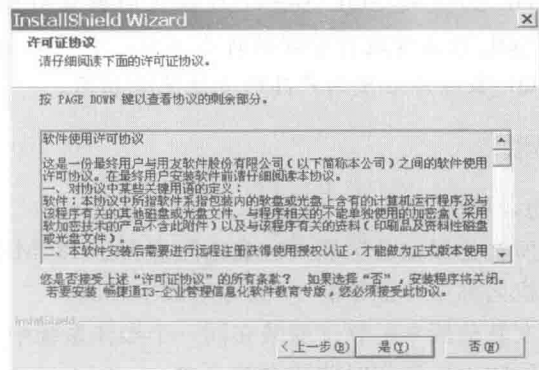 InstallShield Wizard
许可证协议
请仔细阅读下面的许可证协议。
按 PAGE DOWN 键以查看协议的剩余部分。
软件使用许可协议
这是一份最终用户与用友软件股份有限公司(以下简称本公司)之间的软件使用
许可协议。在最终用户安装软件前请仔细阅读本协议。
一、对协议中某些关键用语的定义:
软件:本协议中所指软件系指包装内的软盘或光盘上含有的计算机运行程序及与
该程序有关的其他磁盘或光盘文件、与程序相关的不能单独使用的加密盒(采用
软加密技术的产品不含此附件)以及与该程序有关的资料(印刷品及资料性磁盘
或光盘文件)。
二、本软件安装后需要进行远程注册获得使用授权认证,才能做为正式版本使用
您是否接受上述“许可证协议”的所有条款? 如果选择“否”,安装程序将关闭。
若要安装 畅捷通T3-企业管理信息化软件教育专版,您必须接受此协议。
InstallShield
<上一步(B)
是(Y)
否(N)